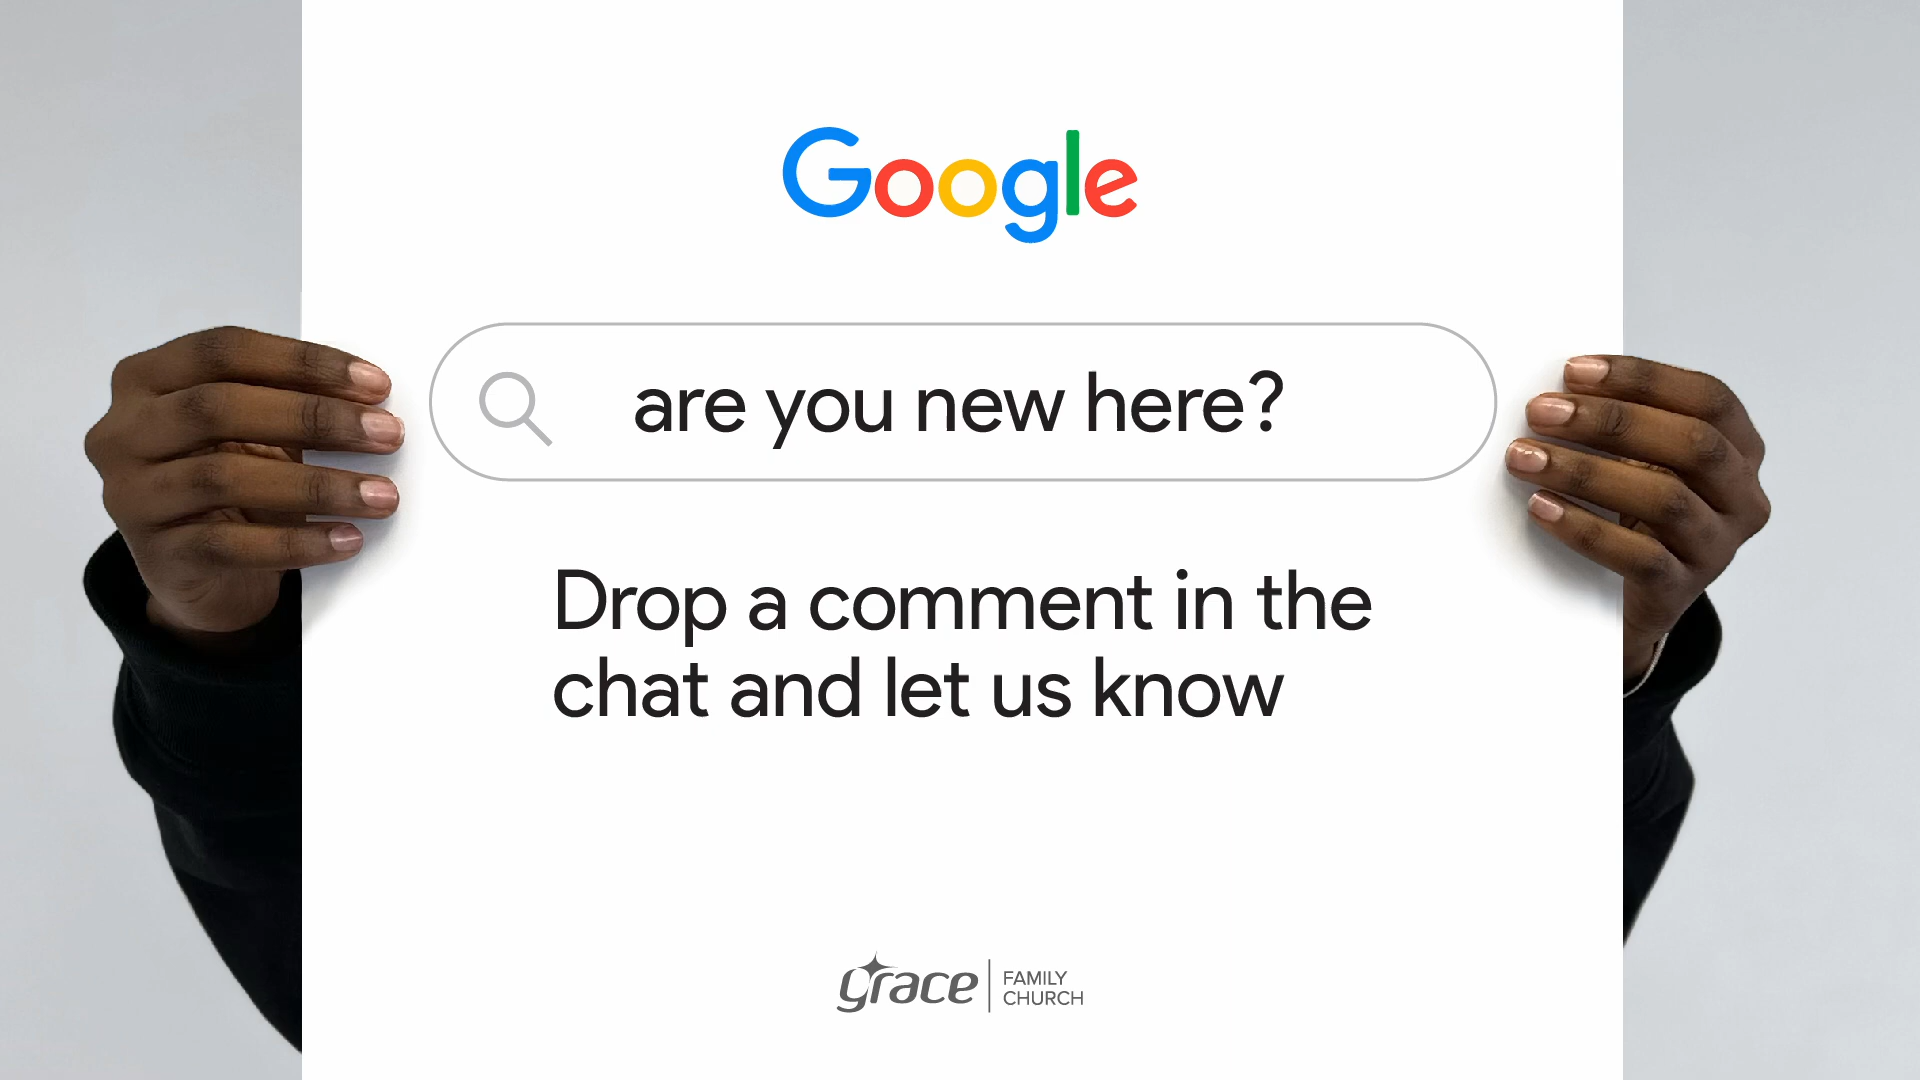 Google
are you new here?
Drop a comment in the
chat and let us know
grace FAMILY
CHURCH